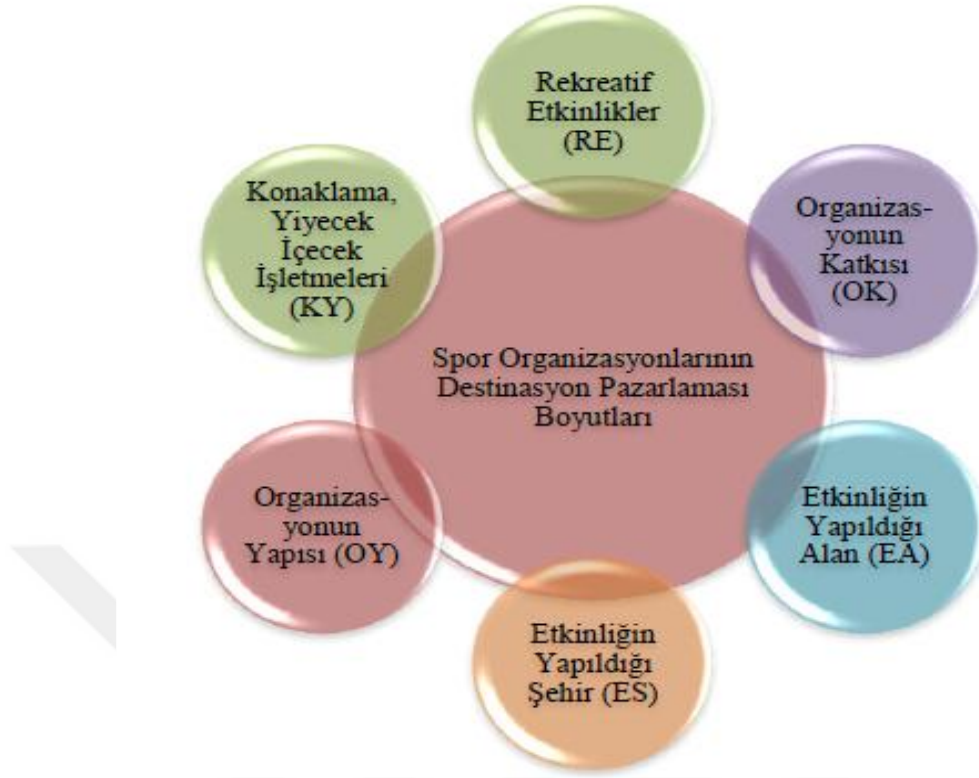 Rekreatif
Etkinlikler
(RE)
Konaklama,
Yiyecek
İçecek
İşletmeleri
(KY)
Organizas-
yonun
Katkısı
(OK)
Spor Organizasyonlarının
Destinasyon Pazarlaması
Boyutları
Organizas-
yonun
Yapısı (OY)
Etkinliğin
Yapıldığı
Alan (EA)
Etkinliğin
Yapıldığı
Şehir (ES)